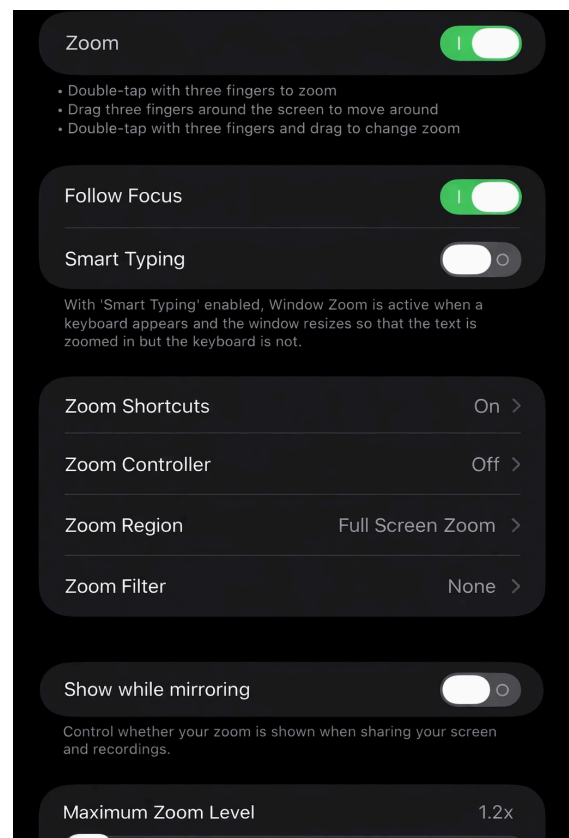 Zoom
• Double-tap with three fingers to zoom
• Drag three fingers around the screen to move around
• Double-tap with three fingers and drag to change zoom
Follow Focus
Smart Typing
With 'Smart Typing' enabled, Window Zoom is active when a
keyboard appears and the window resizes so that the text is
zoomed in but the keyboard is not.
Zoom Shortcuts On
Zoom Controller Off
Zoom Region Full Screen Zoom
Zoom Filter None
Show while mirroring
Control whether your zoom is shown when sharing your screen
and recordings.
Maximum Zoom Level 1.2x